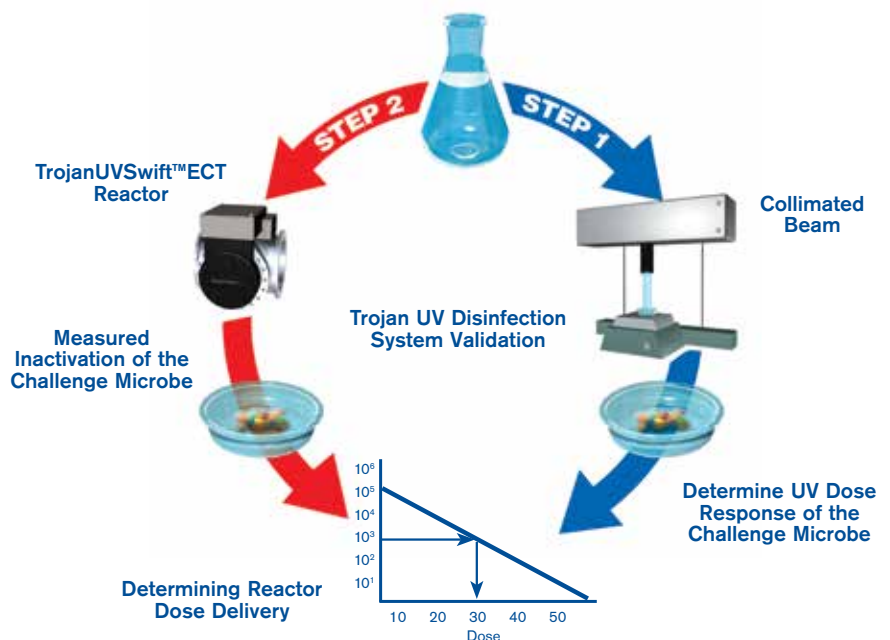 STEP 2
STEP 1
TrojanUVSwift™ECT
Reactor
Collimated
Beam
Trojan UV Disinfection
System Validation
Measured
Inactivation of the
Challenge Microbe
Determine UV Dose
Response of the
Challenge Microbe
10⁶
10⁵
10⁴
10³
10²
10¹
10 20 30 40 50
Dose
Determining Reactor
Dose Delivery